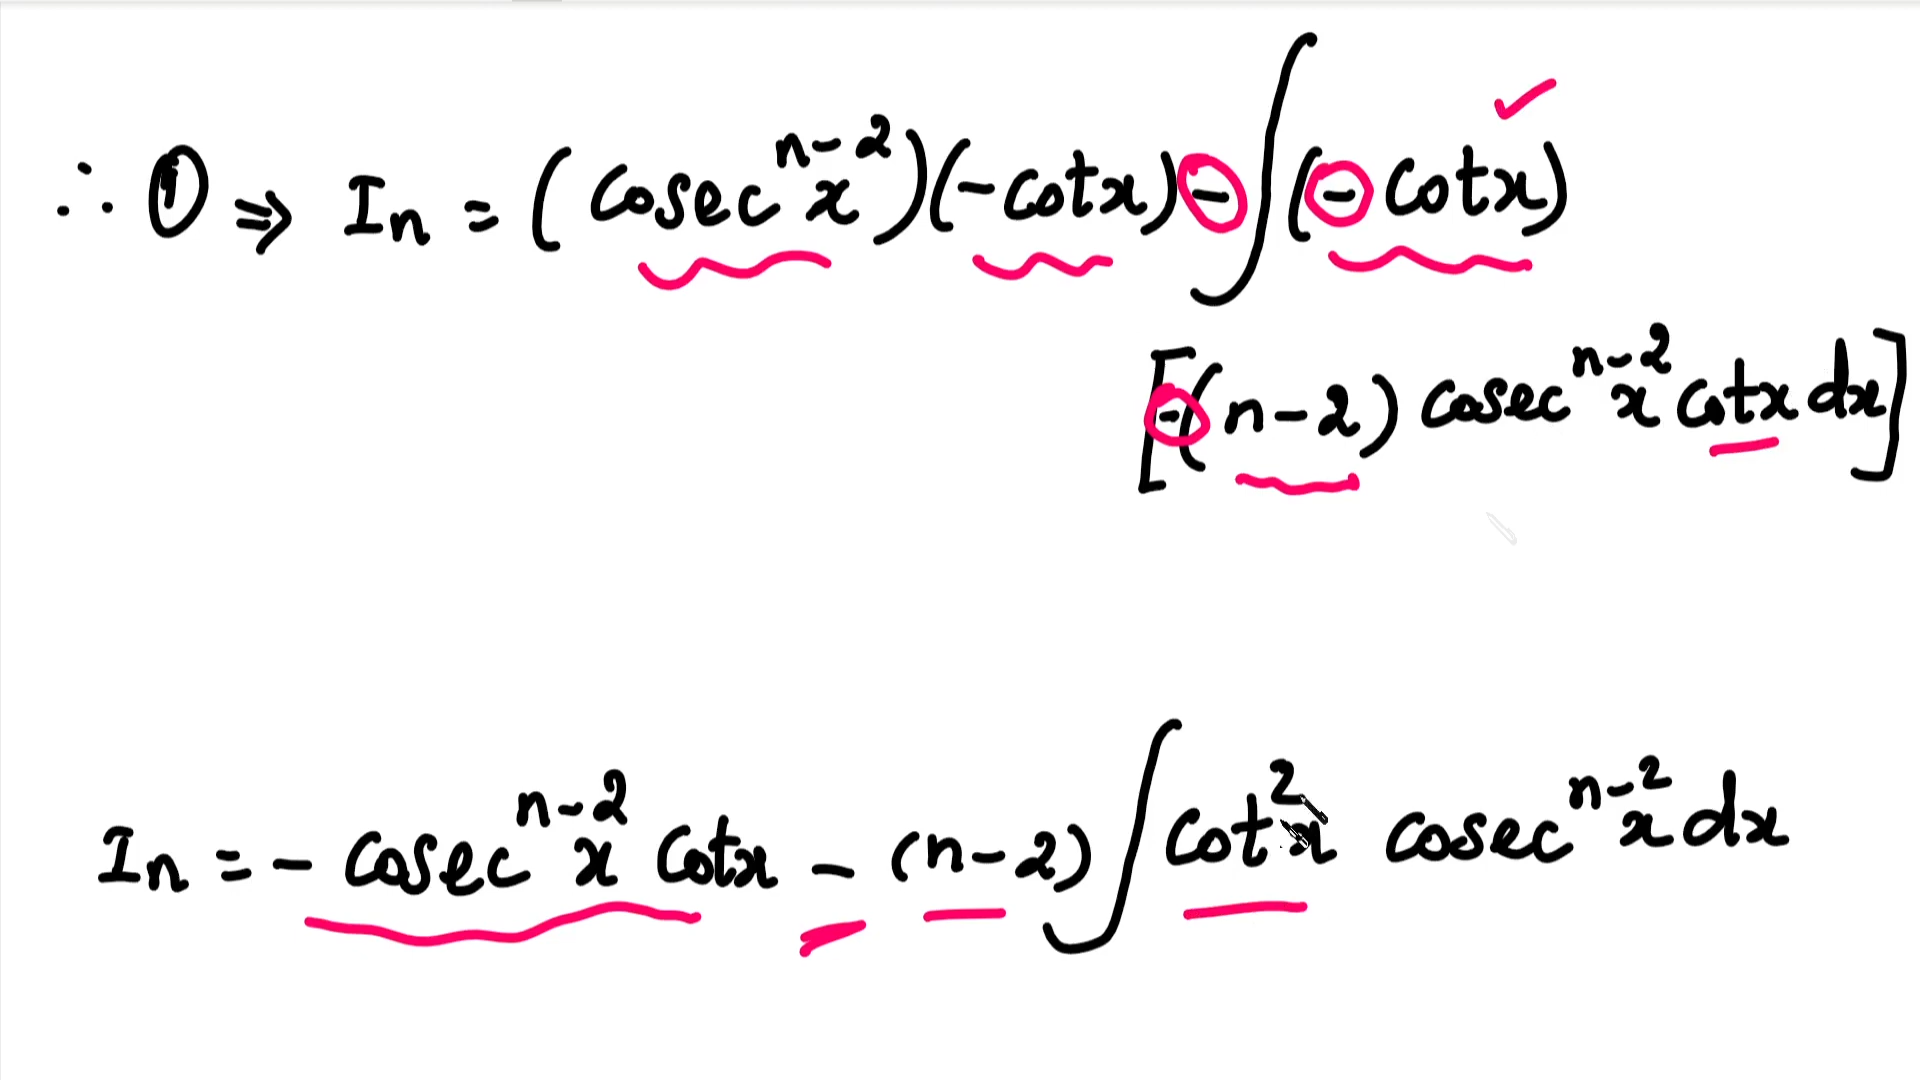 ∴ ① ⇒ Iₙ = (cosecⁿ⁻²x)(-cotx) - ∫(-cotx)
[-(n-2) cosecⁿ⁻²x cotx dx]
Iₙ = - cosecⁿ⁻²x cotx - (n-2) ∫ cot²x cosecⁿ⁻²x dx